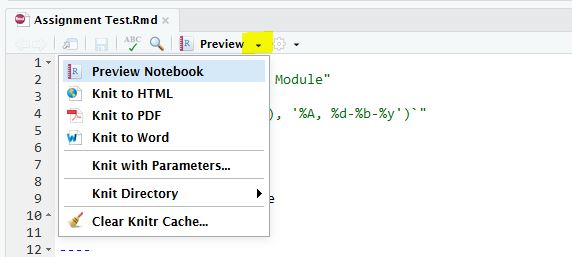 Assignment Test.Rmd ×
ABC Preview
1
2 Preview Notebook Module"
3 Knit to HTML
4 Knit to PDF ), '%A, %d-%b-%y')`"
5 Knit to Word
6
7 Knit with Parameters...
8 Knit Directory
9 e
10 Clear Knitr Cache...
11
12 ----